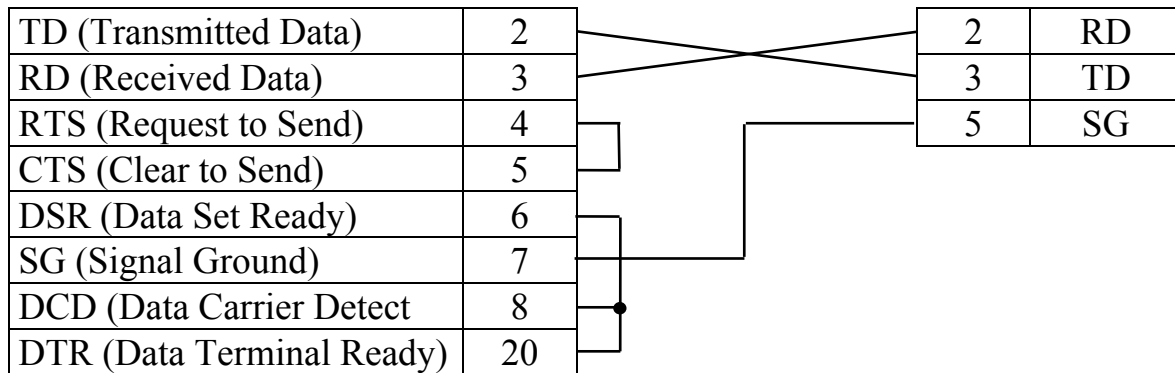 TD (Transmitted Data) 2 2 RD
RD (Received Data) 3 3 TD
RTS (Request to Send) 4 5 SG
CTS (Clear to Send) 5
DSR (Data Set Ready) 6
SG (Signal Ground) 7
DCD (Data Carrier Detect 8
DTR (Data Terminal Ready) 20